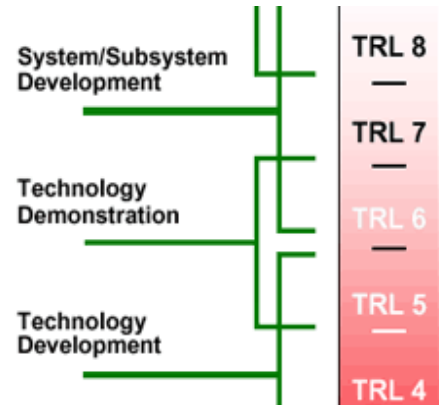 System/Subsystem
Development
TRL 8
TRL 7
Technology
Demonstration
TRL 6
Technology
Development
TRL 5
TRL 4